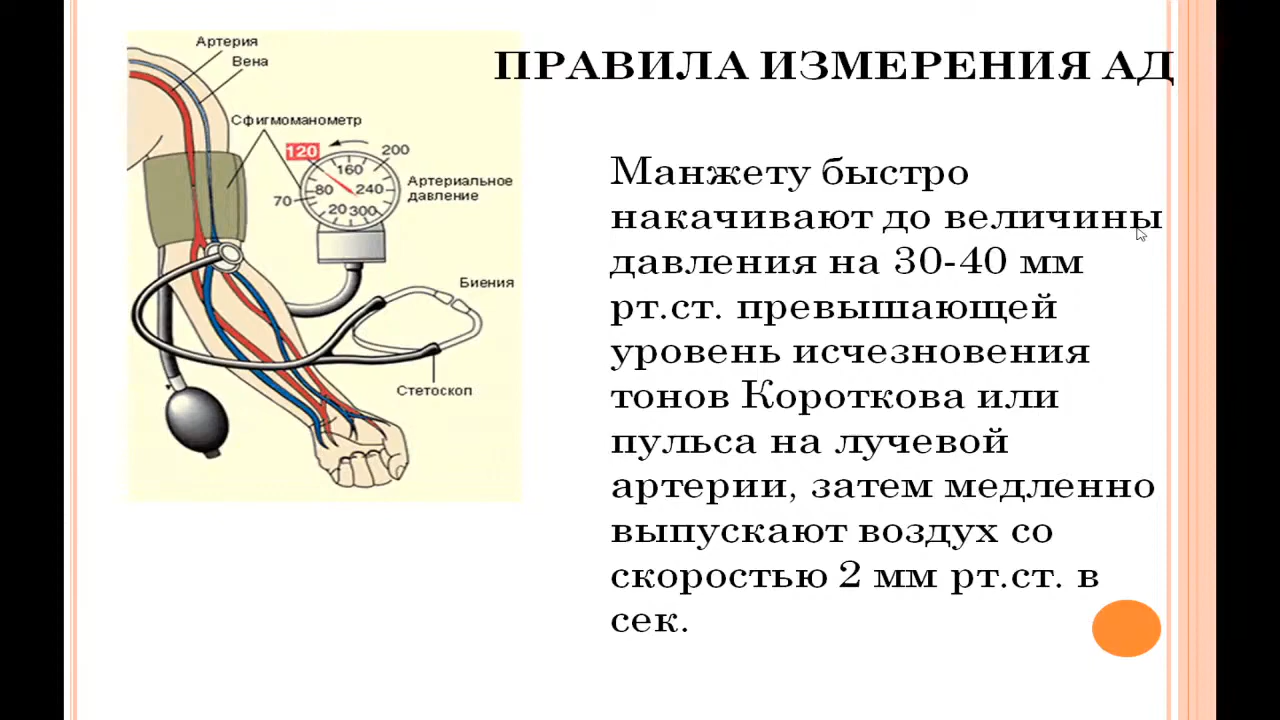 ПРАВИЛА ИЗМЕРЕНИЯ АД
Артерия
Вена
Сфигмоманометр
120
200
160
80
240
70
20
300
Артериальное
давление
Биения
Стетоскоп
Манжету быстро
накачивают до величины
давления на 30-40 мм
рт.ст. превышающей
уровень исчезновения
тонов Короткова или
пульса на лучевой
артерии, затем медленно
выпускают воздух со
скоростью 2 мм рт.ст. в
сек.